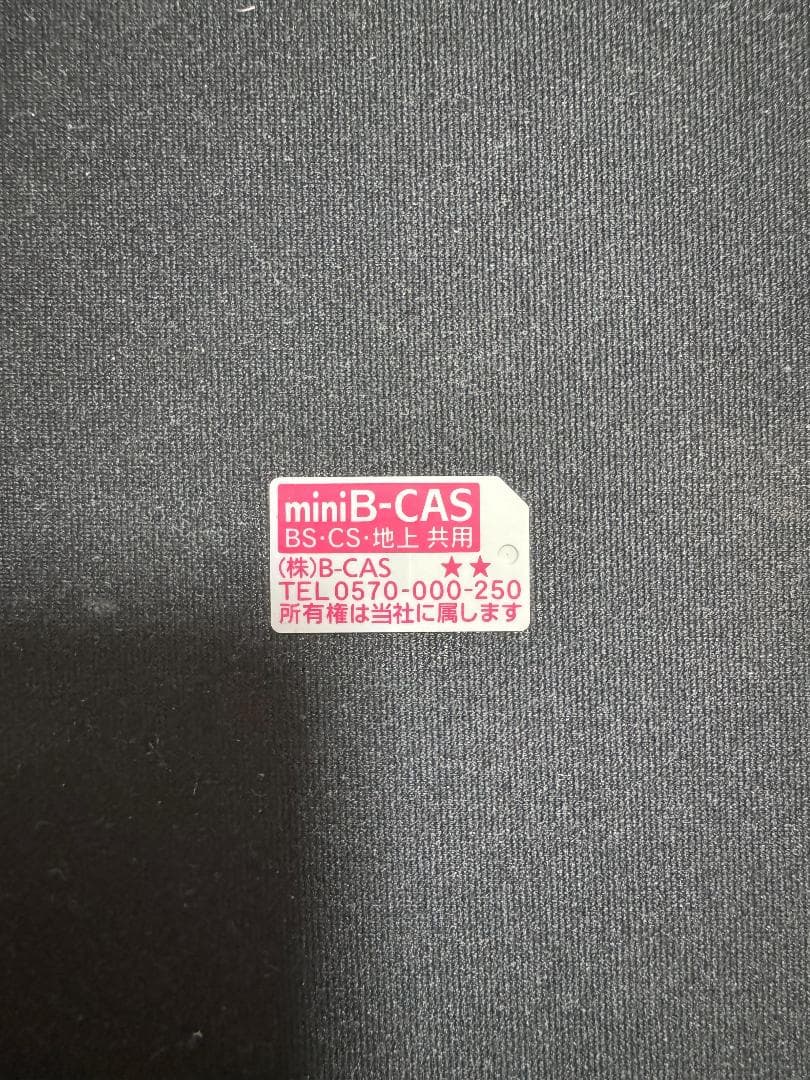 miniB-CAS
BS・CS・地上 共用
(株)B-CAS ★★
TEL 0570-000-250
所有権は当社に属します